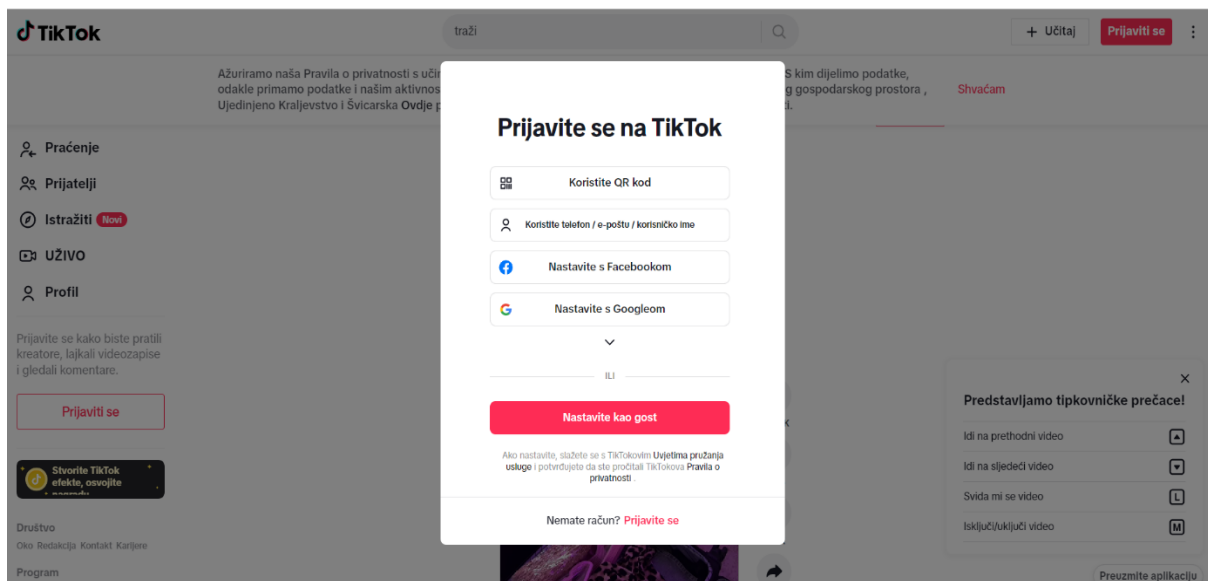 TikTok
traži
+ Učitaj
Prijaviti se
Ažuriramo naša Pravila o privatnosti s
S kim dijelimo podatke,
odakle primamo podatke i našim
gospodarskog prostora ,
Ujedinjeno Kraljevstvo i Švicarska Ovdje
Shvaćam
Praćenje
Prijatelji
Istražiti Novi
UŽIVO
Profil
Prijavite se kako biste pratili
kreatore, lajkali videozapise
i gledali komentare.
Prijaviti se
Stvorite TikTok
efekte, osvojite
Društvo
Oko Redakcija Kontakt Karijere
Program
Prijavite se na TikTok
Koristite QR kod
Koristite telefon / e-poštu / korisničko ime
Nastavite s Facebookom
Nastavite s Googleom
ILI
Nastavite kao gost
Ako nastavite, slažete se s TikTokovim Uvjetima pružanja
usluge i potvrđujete da ste pročitali TikTokova Pravila o
privatnosti .
Nemate račun? Prijavite se
Predstavljamo tipkovničke prečace!
Idi na prethodni video
Idi na sljedeći video
Sviđa mi se video L
Isključi/uključi video M
Preuzmite aplikaciju